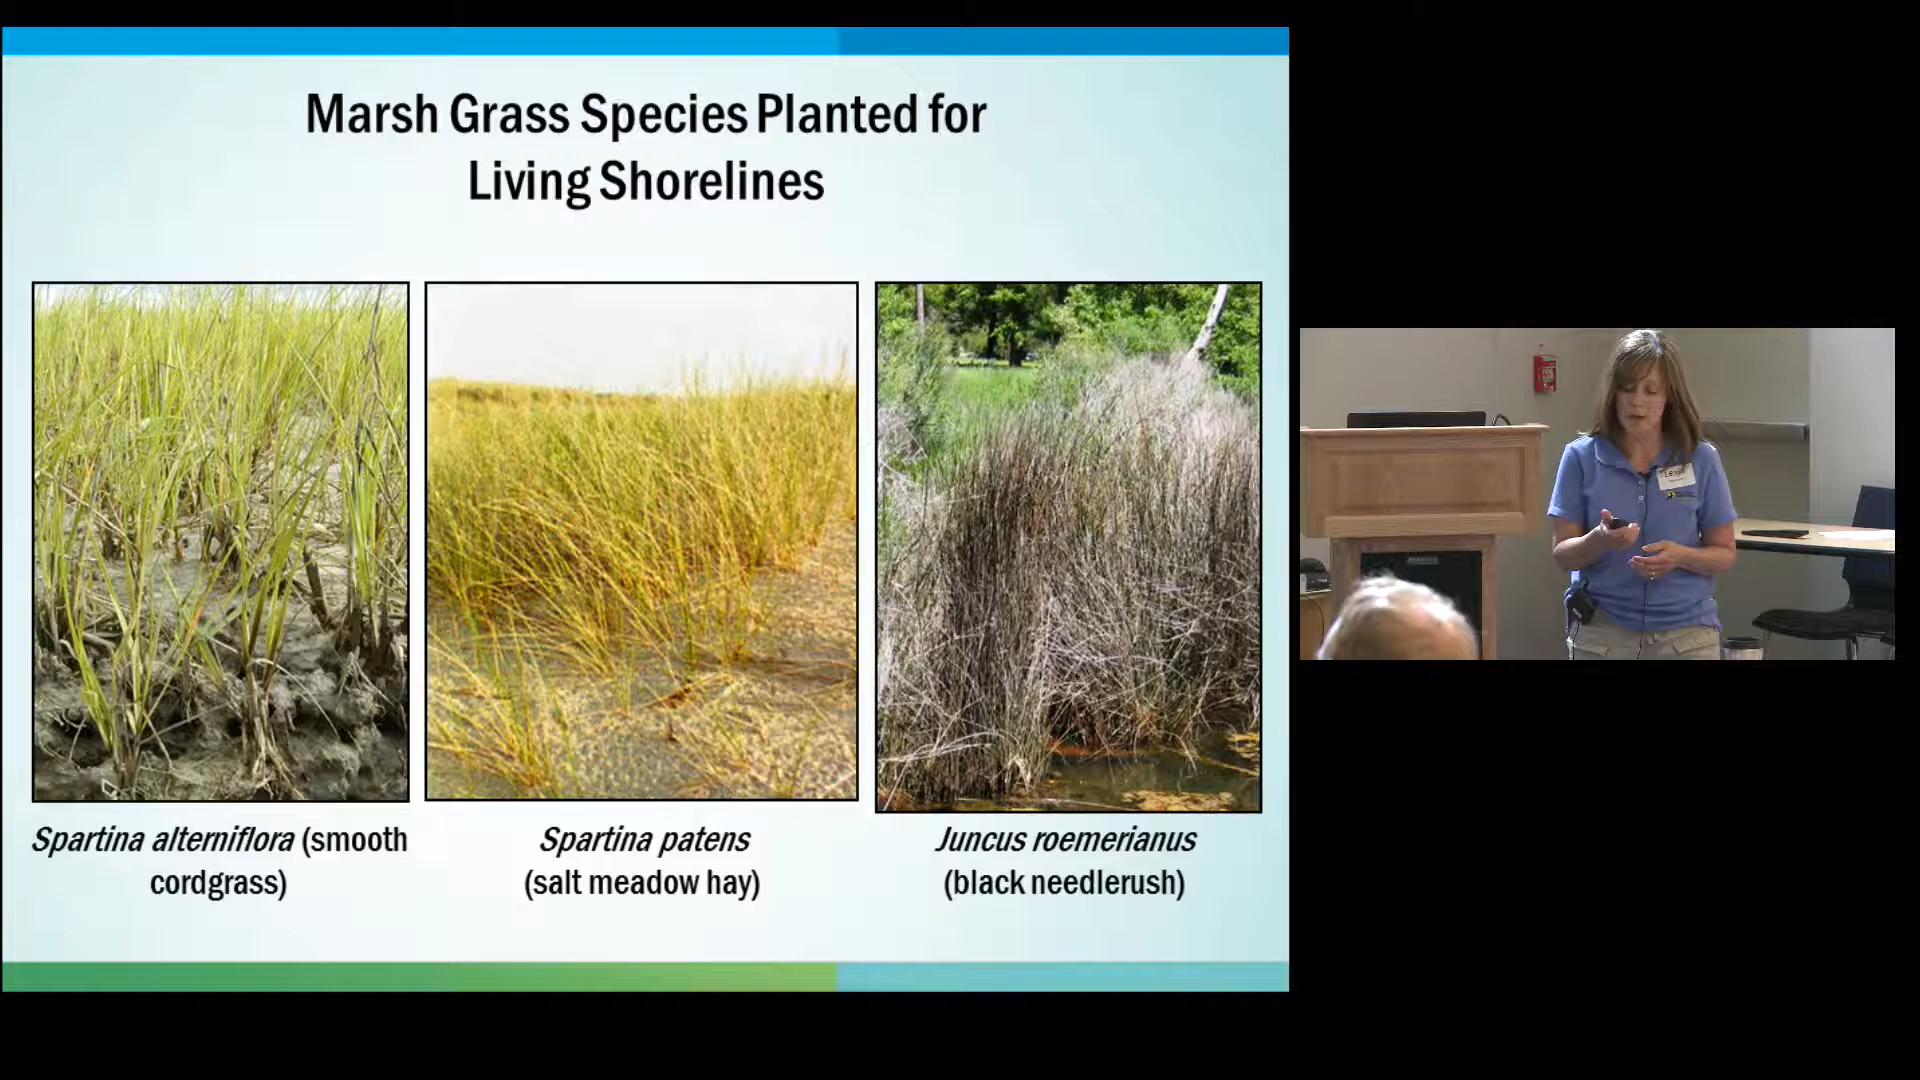 Marsh Grass Species Planted for
Living Shorelines
Spartina alterniflora (smooth
cordgrass)
Spartina patens
(salt meadow hay)
Juncus roemerianus
(black needlerush)